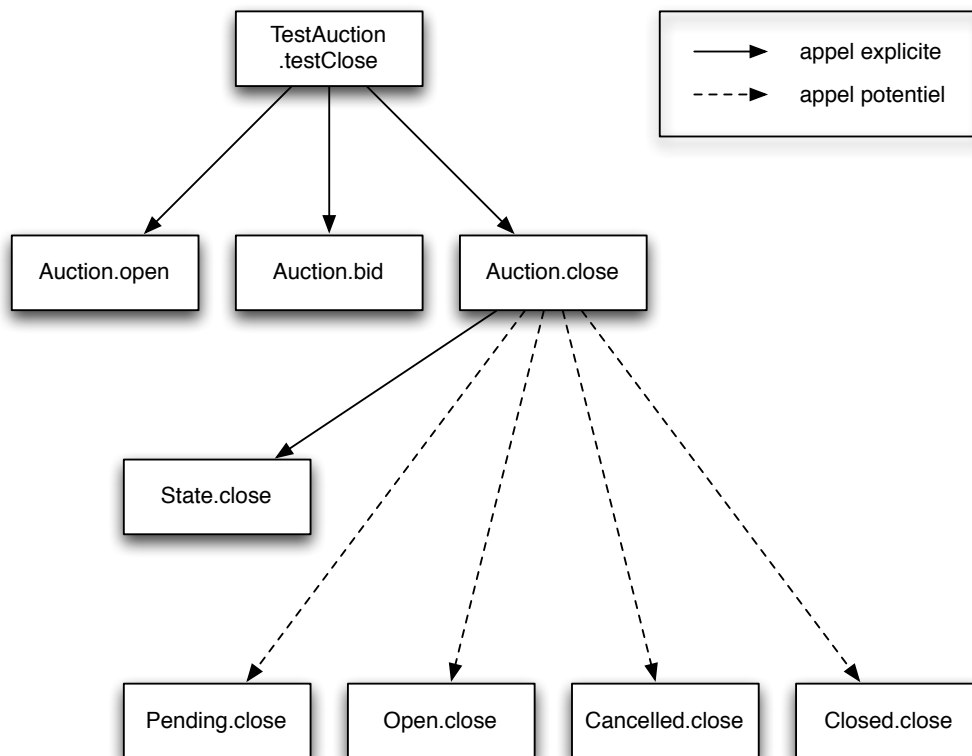 TestAuction
.testClose
appel explicite
appel potentiel
Auction.open
Auction.bid
Auction.close
State.close
Pending.close
Open.close
Cancelled.close
Closed.close